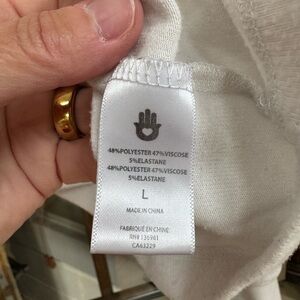 48%POLYESTER 47%VISCOSE
5%ELASTANE
48%POLYESTER 47%VISCOSE
5%ELASTANE
L
MADE IN CHINA
FABRIQUÉ EN CHINE
RN# 136981
CA63229